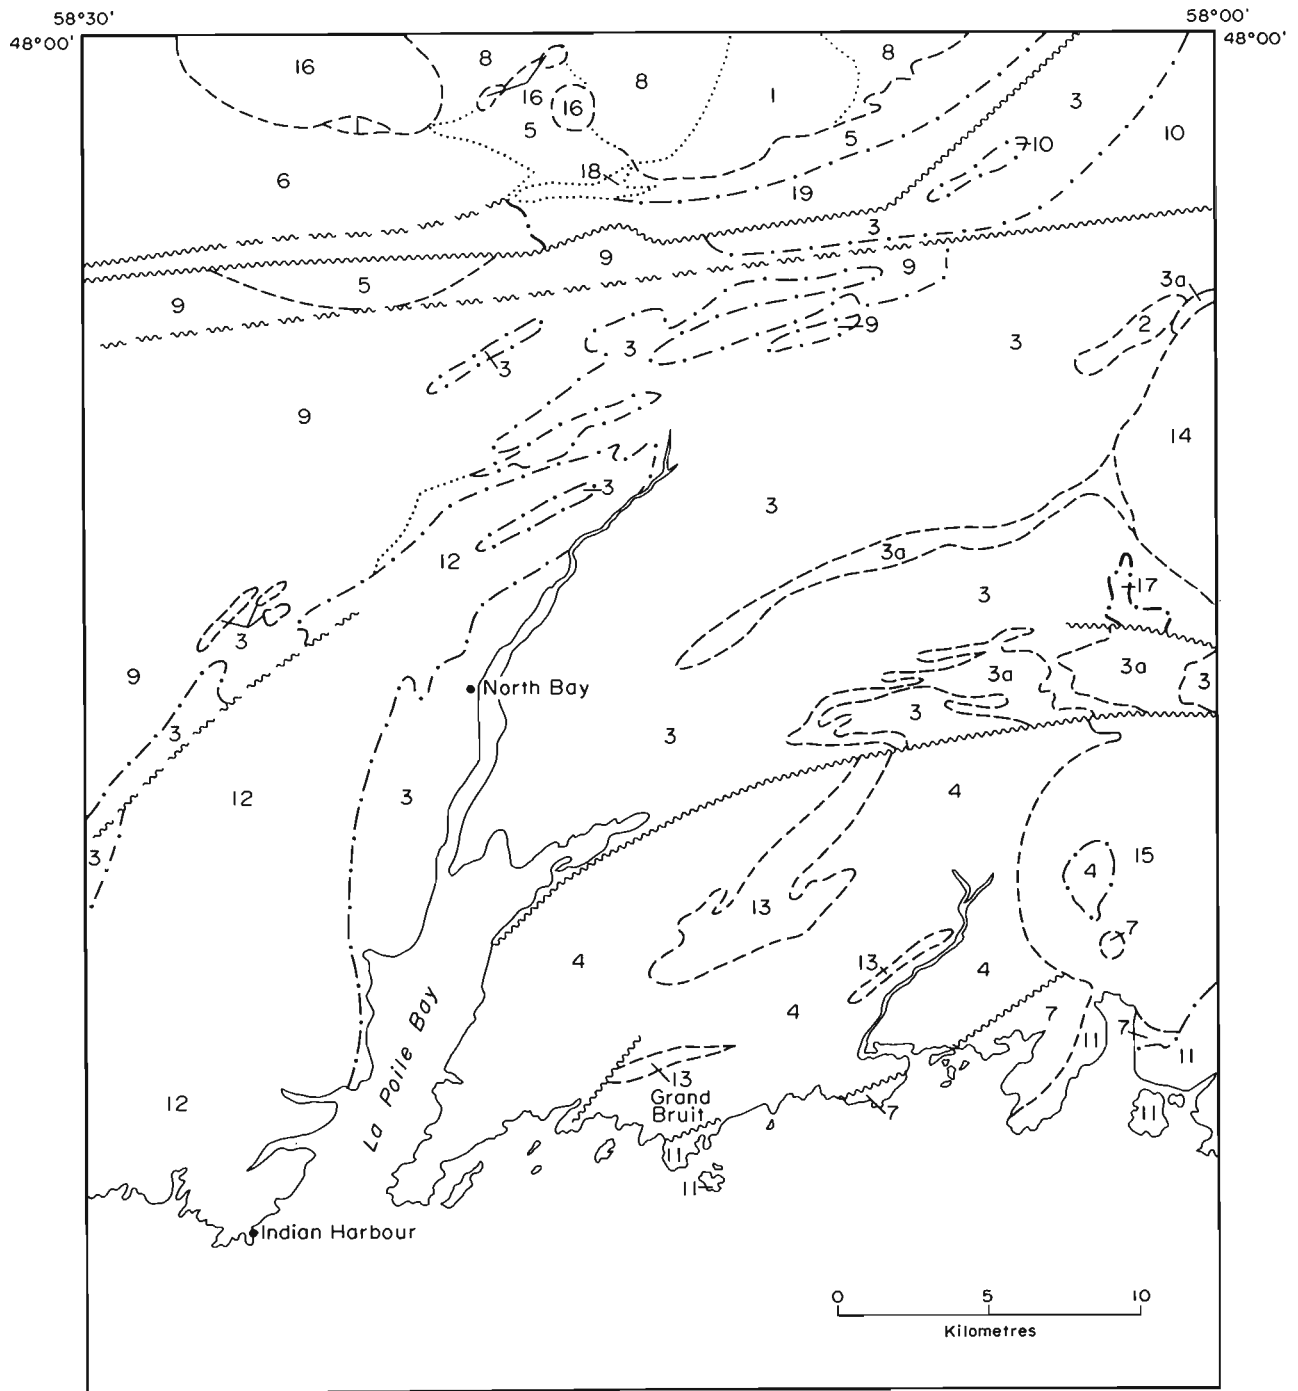 58°30' 58°00'
48°00' 48°00'
16 8 8 8
16 16 1 3
5 5 10 10
6 18 19
3
9 9
5 3a
9 2
9 3
3 3
9 14
3
3
12 3a
3 17
3
9 3a 3a 3
North Bay
3 3 3
12 3 4
3 15
4
13 7
4 13 4
4 7 7
11 11
La Poile Bay
13
12 Grand
Bruit 7
11
11
11
Indian Harbour
0 5 10
Kilometres